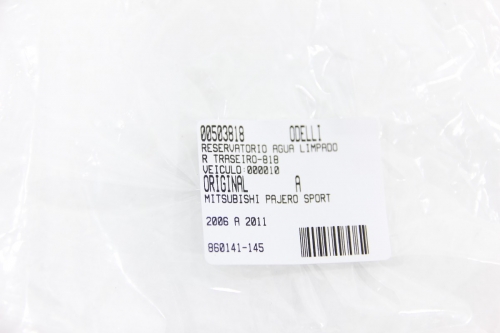 00503818 ODELLI
RESERVATORIO AGUA LIMPADO
R TRASEIRO-818
VEICULO:000010
ORIGINAL A
MITSUBISHI PAJERO SPORT
2006 A 2011
860141-145